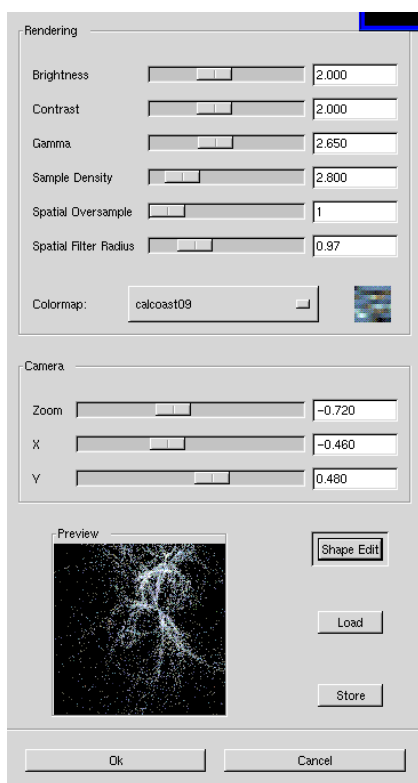 Rendering
Brightness 2.000
Contrast 2.000
Gamma 2.650
Sample Density 2.800
Spatial Oversample 1
Spatial Filter Radius 0.97
Colormap: calcoast09
Camera
Zoom -0.720
X -0.460
Y 0.480
Preview
Shape Edit
Load
Store
Ok Cancel